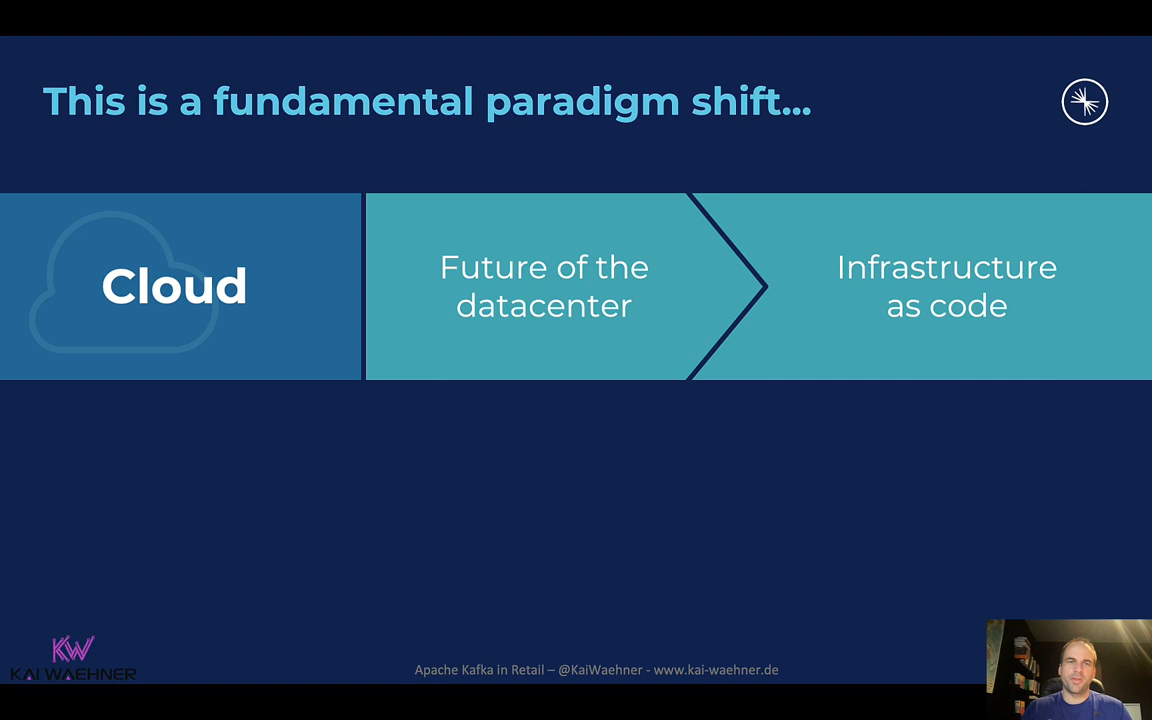 This is a fundamental paradigm shift...
Cloud
Future of the
datacenter
Infrastructure
as code
KW
KAI WAEHNER
Apache Kafka in Retail – @KaiWaehner - www.kai-waehner.de